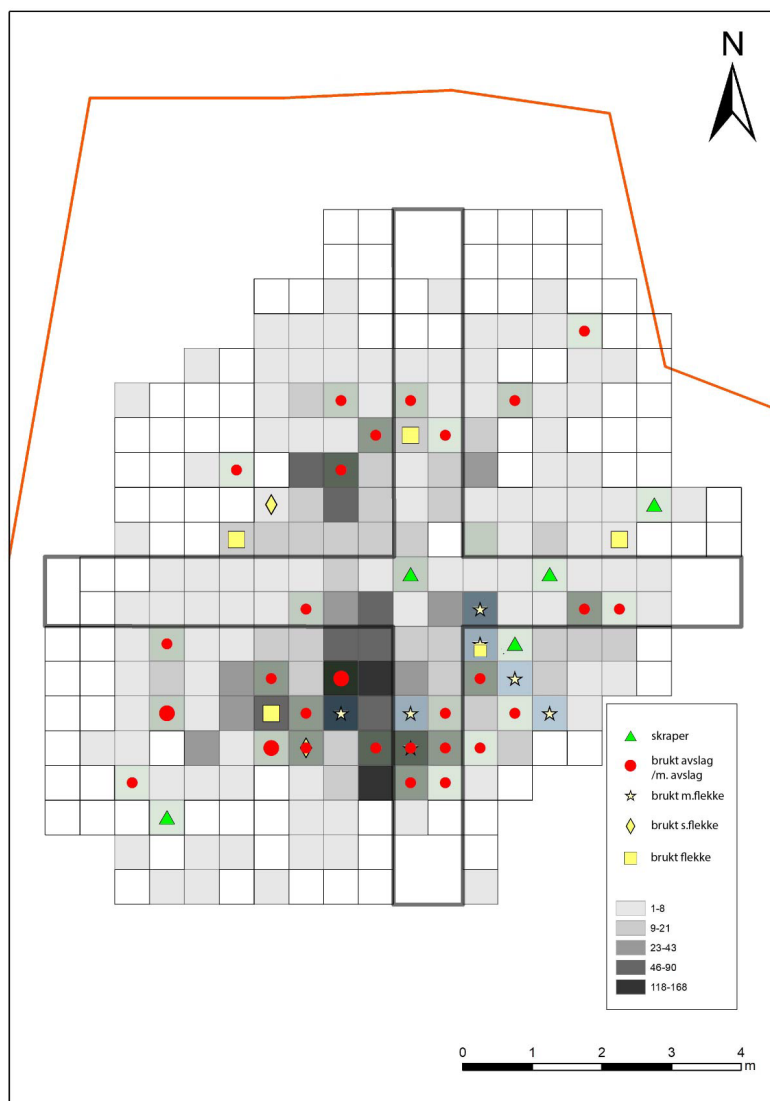 N
skraper
brukt avslag
/m. avslag
brukt m.flekke
brukt s.flekke
brukt flekke
1-8
9-21
23-43
46-90
118-168
0 1 2 3 4
m